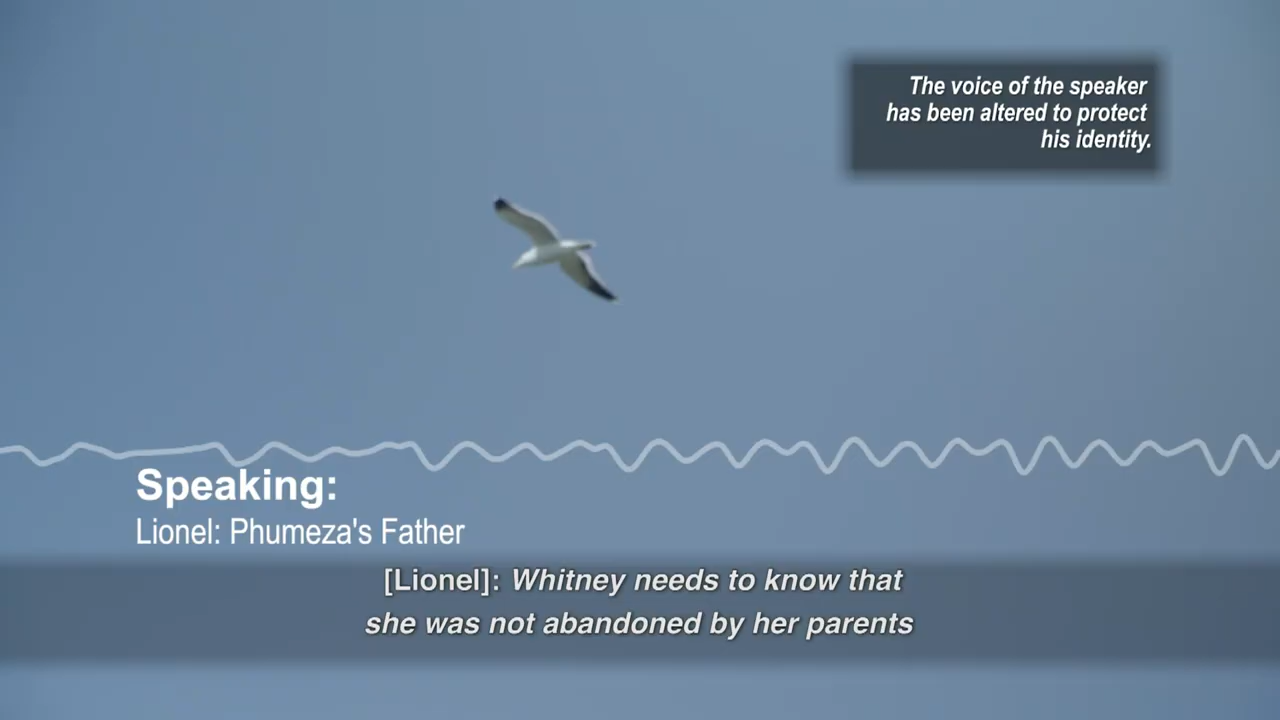 The voice of the speaker
has been altered to protect
his identity.
Speaking:
Lionel: Phumeza's Father
[Lionel]: Whitney needs to know that
she was not abandoned by her parents